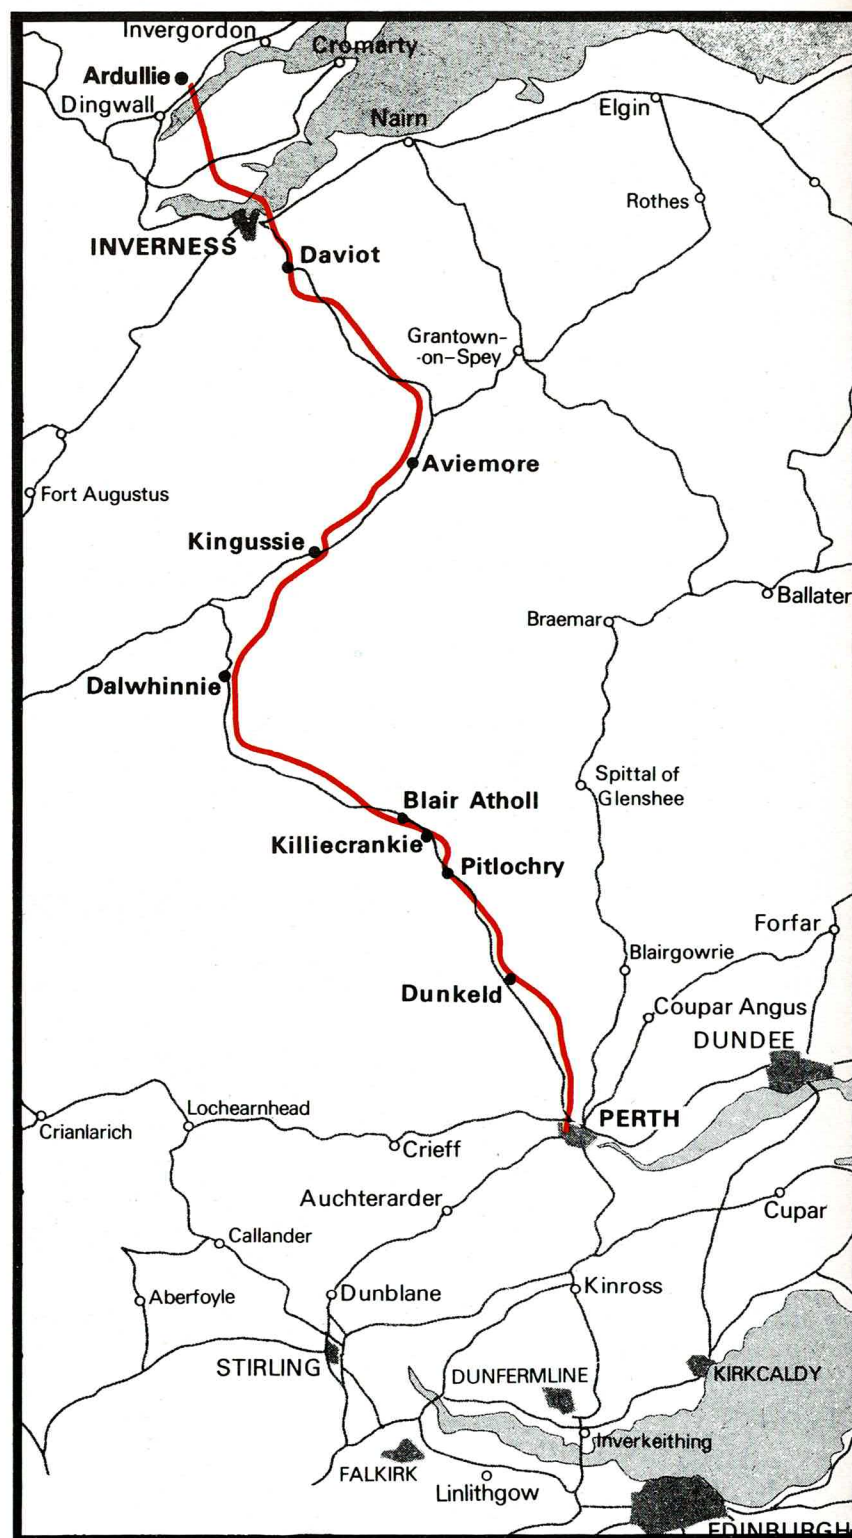 Invergordon
Cromarty
Ardullie
Dingwall
Nairn
Elgin
Rothes
INVERNESS
Daviot
Grantown-
-on-Spey
Aviemore
Fort Augustus
Kingussie
Ballater
Braemar
Dalwhinnie
Spittal of
Glenshee
Blair Atholl
Killiecrankie
Pitlochry
Forfar
Blairgowrie
Dunkeld
Coupar Angus
DUNDEE
Lochearnhead
PERTH
Crianlarich
Crieff
Auchterarder
Cupar
Callander
Kinross
Aberfoyle
Dunblane
STIRLING
DUNFERMLINE
KIRKCALDY
Inverkeithing
FALKIRK
Linlithgow
EDINBURGH